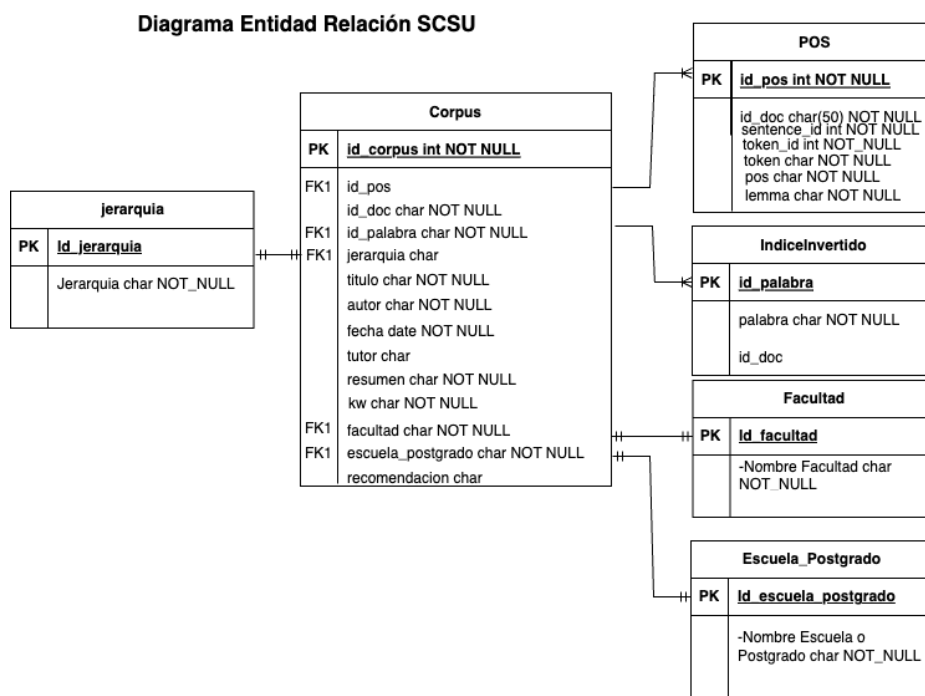 Diagrama Entidad Relación SCSU
POS
PK id_pos int NOT NULL
id_doc char(50) NOT NULL
sentence_id int NOT NULL
token_id int NOT_NULL
token char NOT NULL
pos char NOT NULL
lemma char NOT NULL
Corpus
PK id_corpus int NOT NULL
FK1 id_pos
id_doc char NOT NULL
FK1 id_palabra char NOT NULL
FK1 jerarquia char
titulo char NOT NULL
autor char NOT NULL
fecha date NOT NULL
tutor char
resumen char NOT NULL
kw char NOT NULL
FK1 facultad char NOT NULL
FK1 escuela_postgrado char NOT NULL
recomendacion char
jerarquia
PK Id_jerarquia
Jerarquia char NOT_NULL
IndiceInvertido
PK id_palabra
palabra char NOT NULL
id_doc
Facultad
PK Id_facultad
-Nombre Facultad char
NOT_NULL
Escuela_Postgrado
PK Id_escuela_postgrado
-Nombre Escuela o
Postgrado char NOT_NULL